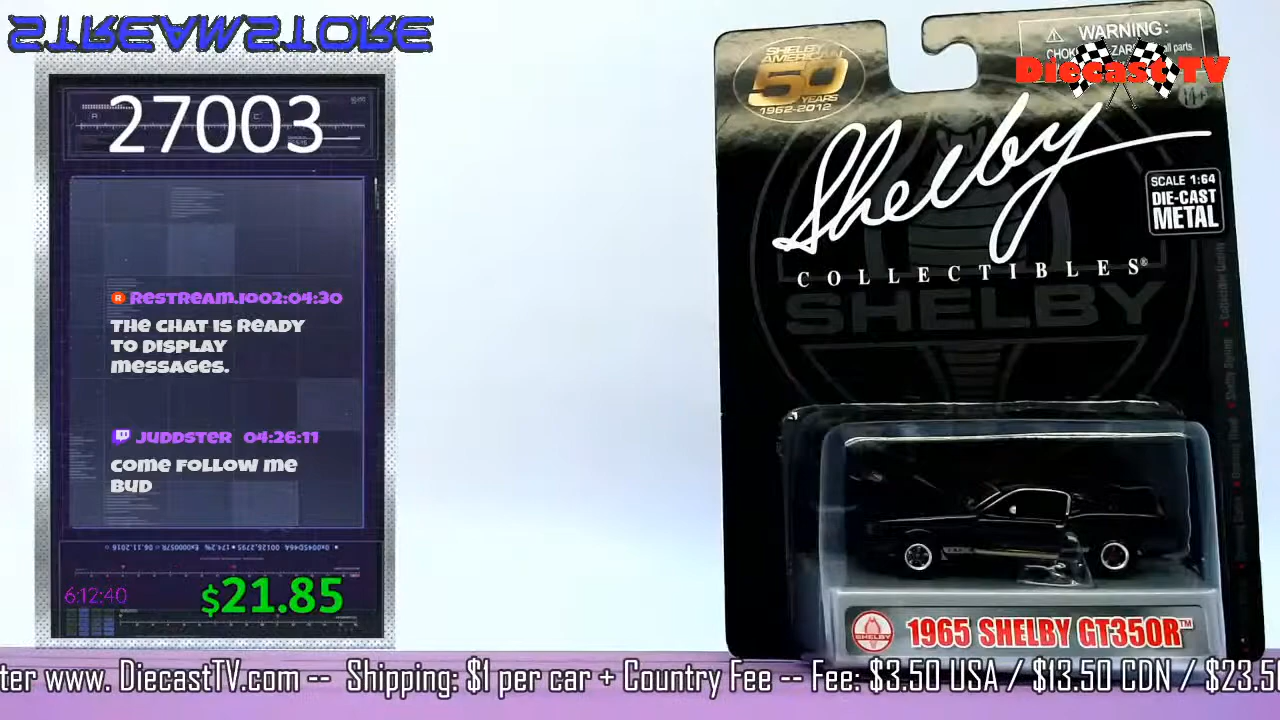 STREAMSTORE
27003
Restream.io 02:04:30
THE CHAT IS READY
TO DISPLAY
MESSAGES.
JUDDSTER 04:26:11
COME FOLLOW ME
BUD
6:12:40
$21.85
SHELBY
AMERICAN
50
YEARS
1962-2012
WARNING:
Diecast TV
Shelby
COLLECTIBLES®
SCALE 1:64
DIE-CAST
METAL
SHELBY
SHELBY
1965 SHELBY GT350R™
ter www. DiecastTV.com -- Shipping: $1 per car + Country Fee -- Fee: $3.50 USA / $13.50 CDN / $23.50